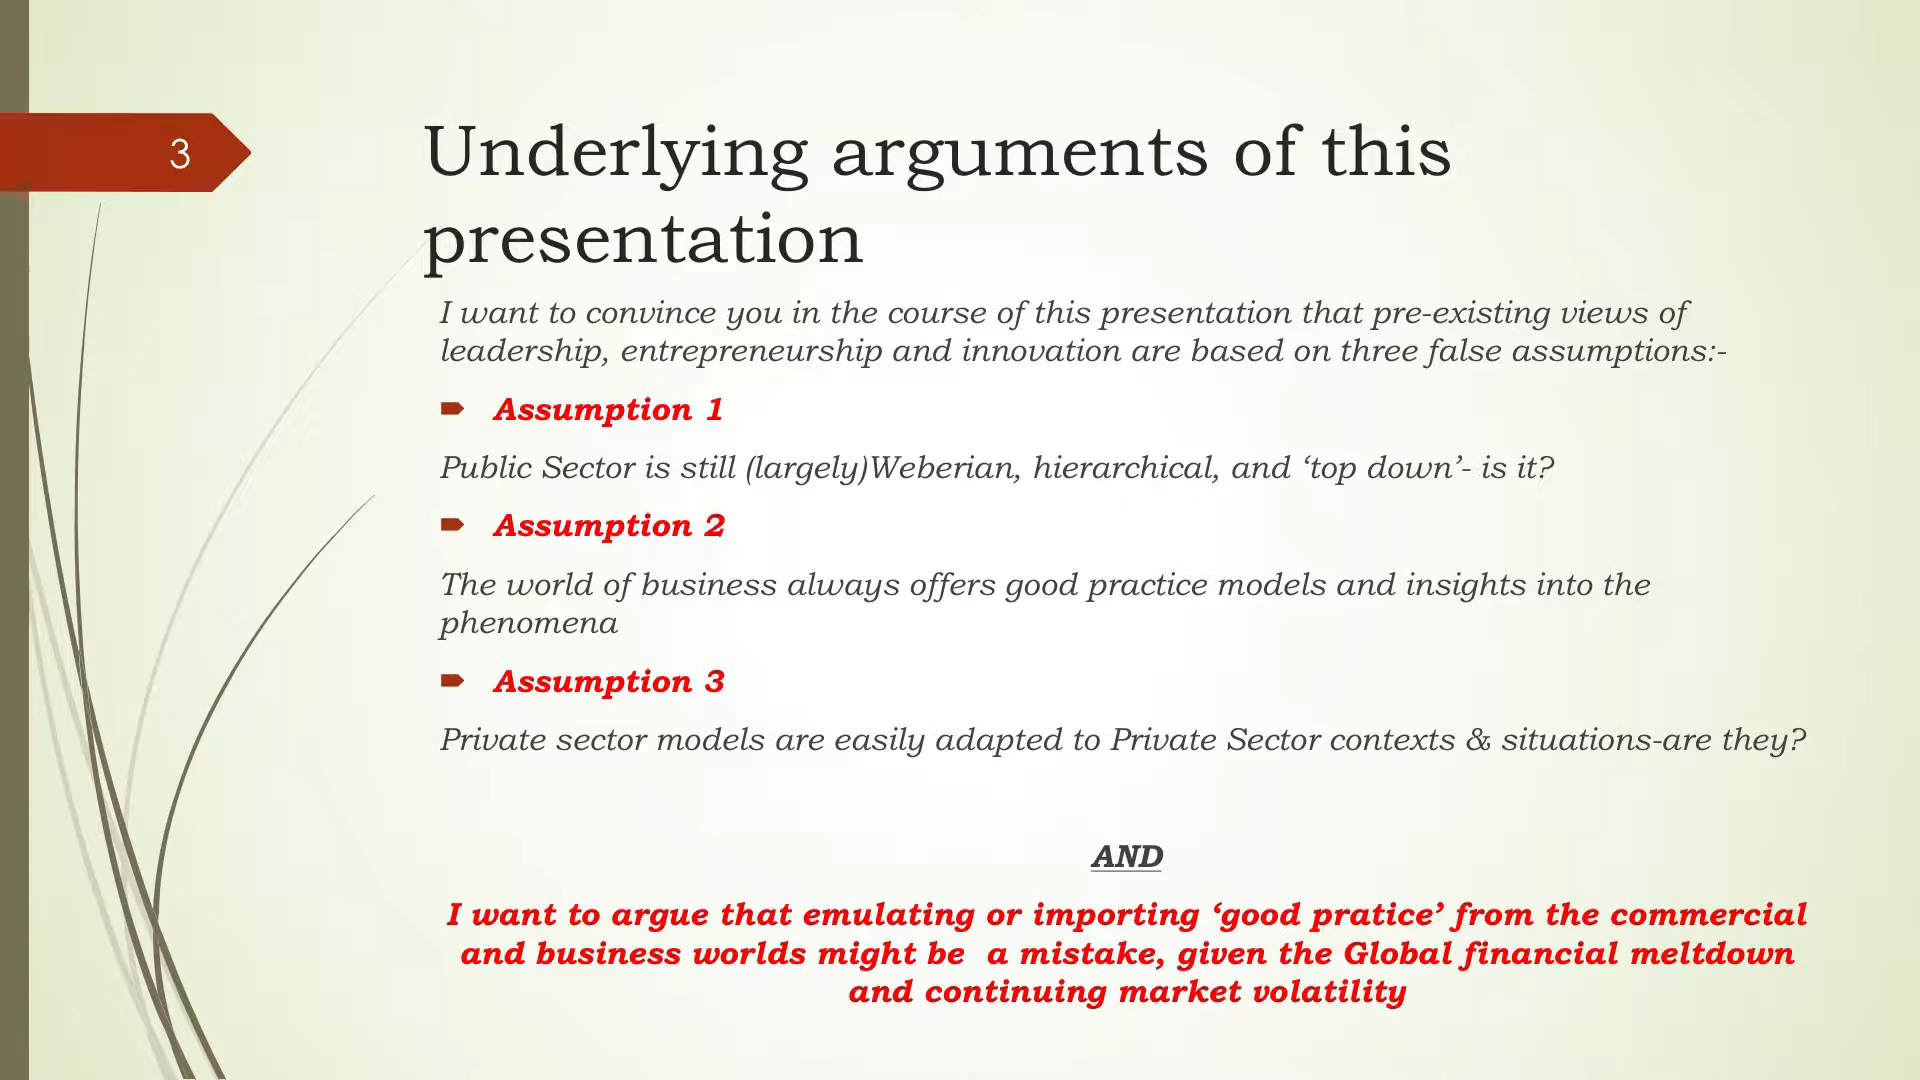 3
Underlying arguments of this
presentation
I want to convince you in the course of this presentation that pre-existing views of
leadership, entrepreneurship and innovation are based on three false assumptions:-
Assumption 1
Public Sector is still (largely)Weberian, hierarchical, and ‘top down’- is it?
Assumption 2
The world of business always offers good practice models and insights into the
phenomena
Assumption 3
Private sector models are easily adapted to Private Sector contexts & situations-are they?
AND
I want to argue that emulating or importing ‘good pratice’ from the commercial
and business worlds might be  a mistake, given the Global financial meltdown
and continuing market volatility